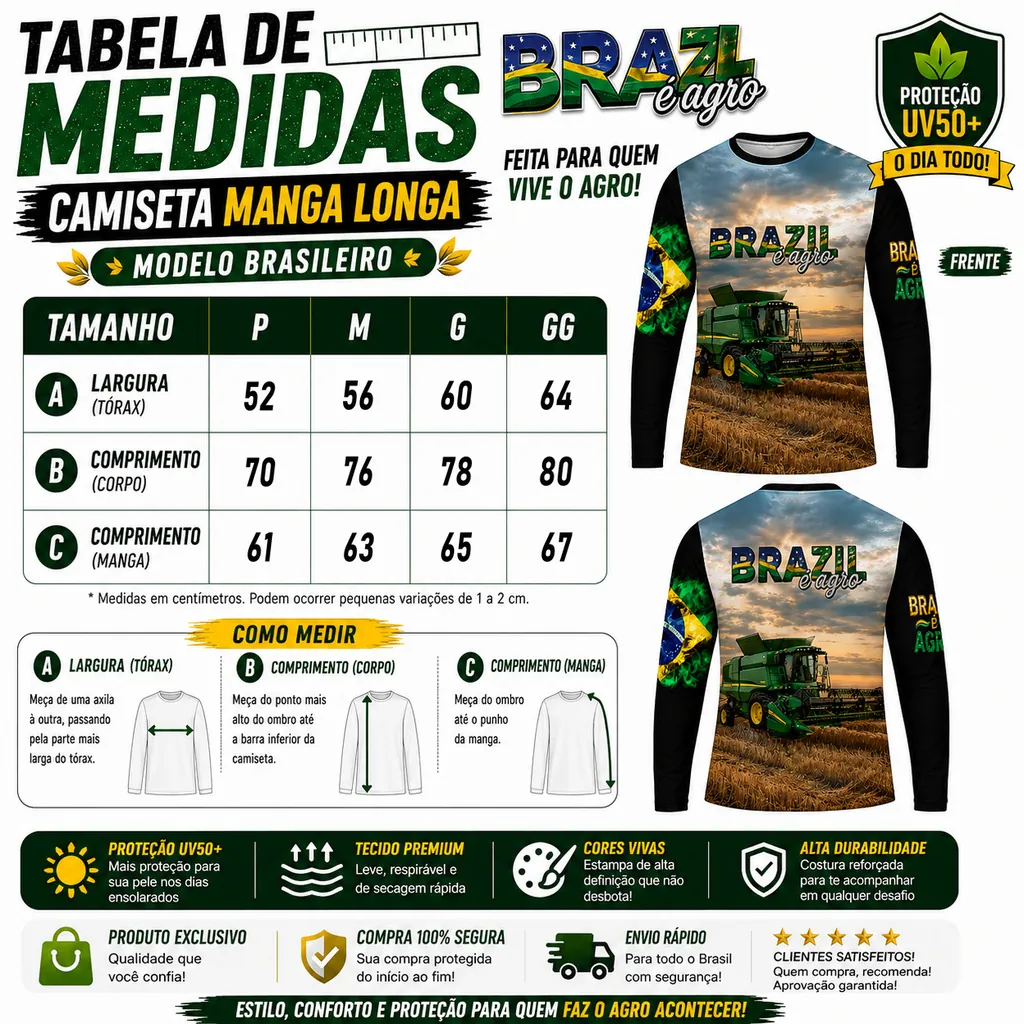 TABELA DE
MEDIDAS
CAMISETA MANGA LONGA
MODELO BRASILEIRO
BRAZIL
é agro
FEITA PARA QUEM
VIVE O AGRO!
PROTEÇÃO
UV50+
O DIA TODO!
BRAZIL
é agro
BRA
É
AGR
FRENTE
TAMANHO P M G GG
A LARGURA (TÓRAX) 52 56 60 64
B COMPRIMENTO (CORPO) 70 76 78 80
C COMPRIMENTO (MANGA) 61 63 65 67
* Medidas em centímetros. Podem ocorrer pequenas variações de 1 a 2 cm.
BRAZIL
é agro
BRA
É
AGR
COMO MEDIR
A LARGURA (TÓRAX)
Meça de uma axila
à outra, passando
pela parte mais
larga do tórax.
B COMPRIMENTO (CORPO)
Meça do ponto mais
alto do ombro até
a barra inferior da
camiseta.
C COMPRIMENTO (MANGA)
Meça do ombro
até o punho
da manga.
PROTEÇÃO UV50+
Mais proteção para
sua pele nos dias
ensolarados
TECIDO PREMIUM
Leve, respirável e
de secagem rápida
CORES VIVAS
Estampa de alta
definição que não
desbota!
ALTA DURABILIDADE
Costura reforçada
para te acompanhar
em qualquer desafio
PRODUTO EXCLUSIVO
Qualidade que
você confia!
COMPRA 100% SEGURA
Sua compra protegida
do início ao fim!
ENVIO RÁPIDO
Para todo o Brasil
com segurança!
CLIENTES SATISFEITOS!
Quem compra, recomenda!
Aprovação garantida!
ESTILO, CONFORTO E PROTEÇÃO PARA QUEM FAZ O AGRO ACONTECER!